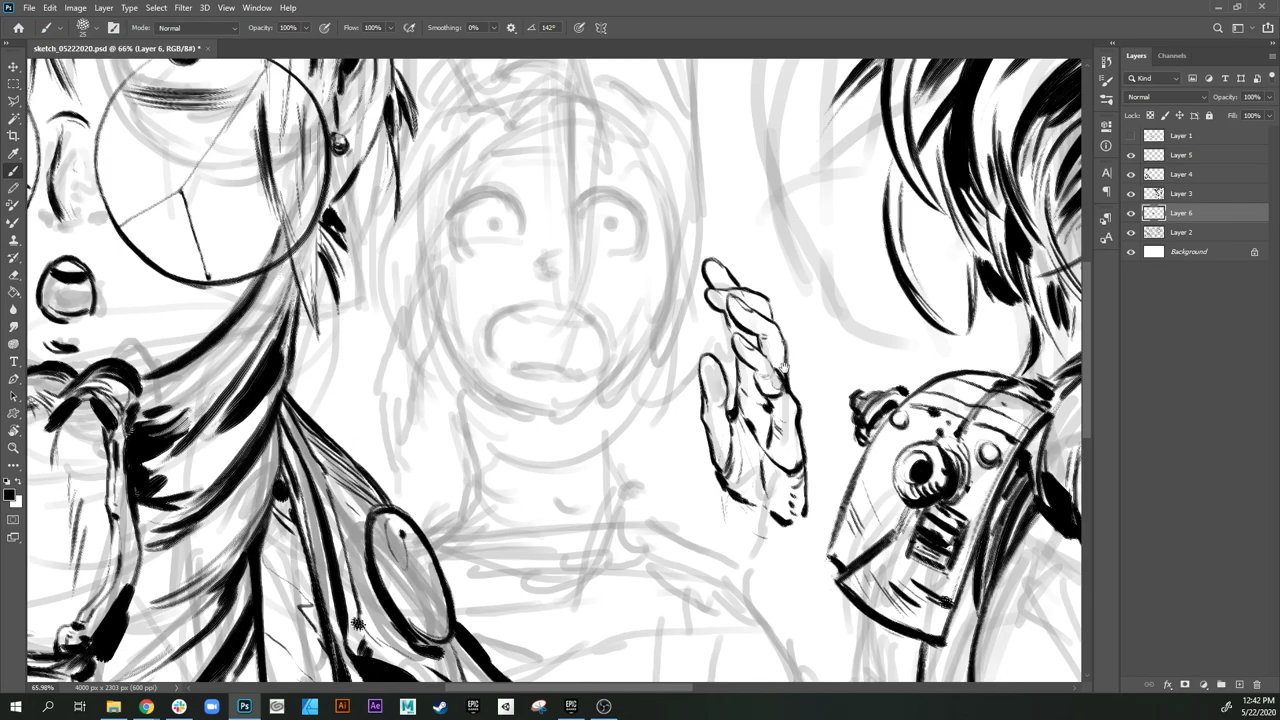 File Edit Image Layer Type Select Filter 3D View Window Help
Mode: Normal Opacity: 100% Flow: 100% Smoothing: 0% 142°
25
sketch_05222020.psd @ 66% (Layer 6, RGB/8#) *
Layers Channels
Kind
Normal Opacity: 100%
Lock: Fill: 100%
Layer 1
Layer 5
Layer 4
Layer 3
Layer 6
Layer 2
Background
65.98% 4000 px x 2303 px (600 ppi)
12:42 PM
5/22/2020